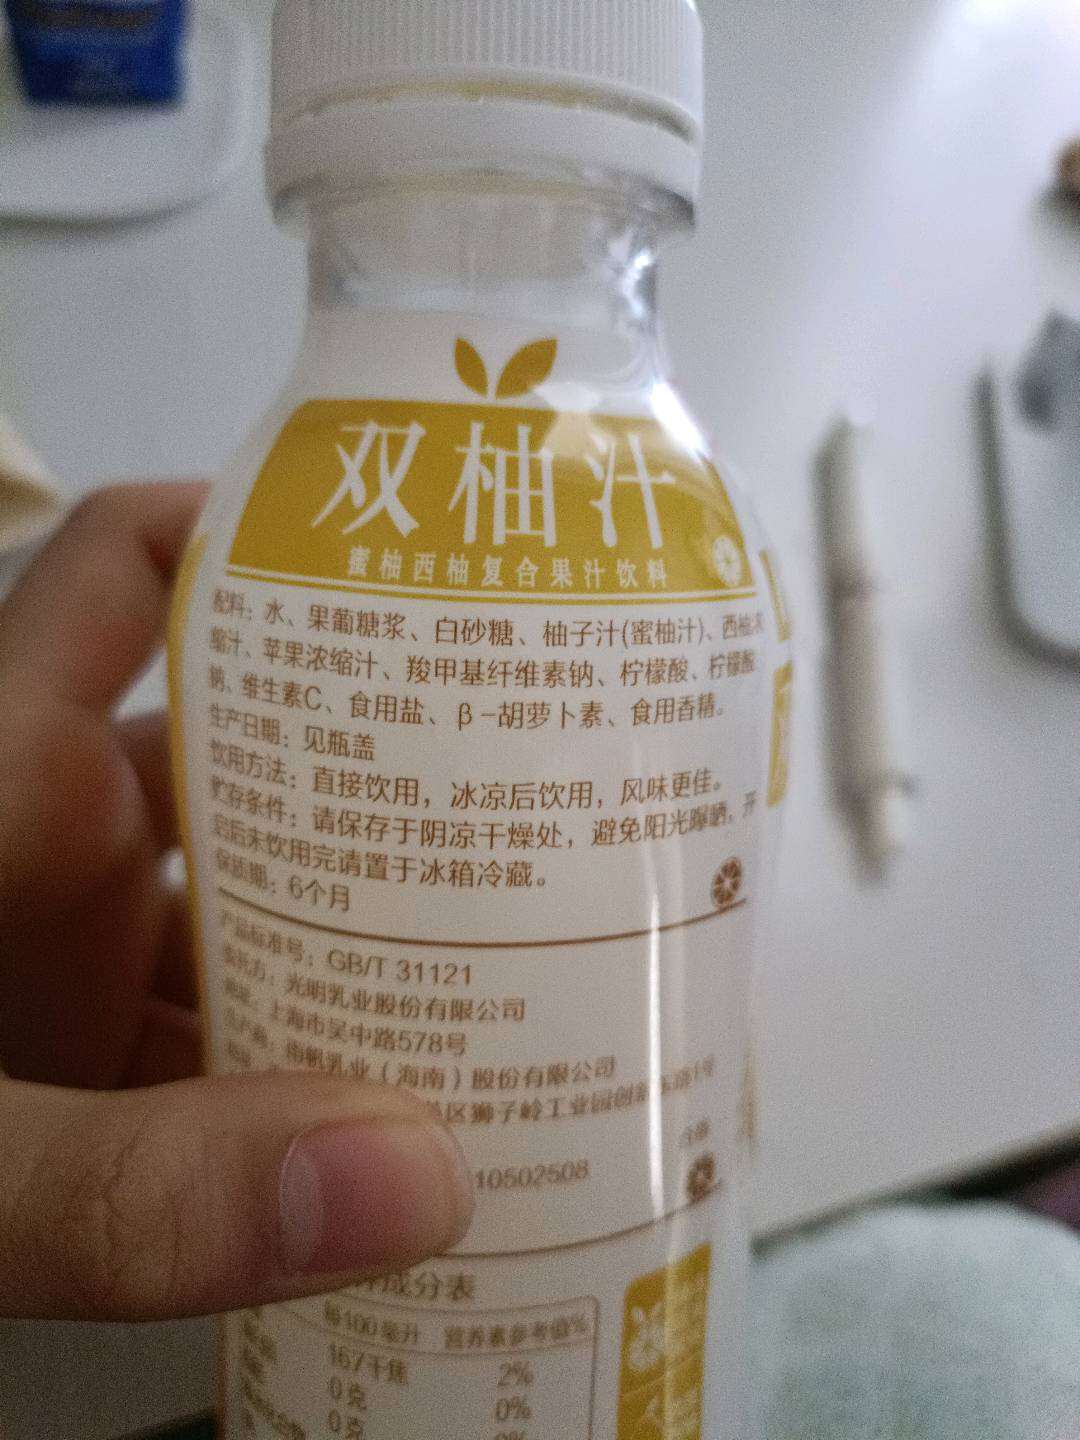 双柚汁
蜜柚西柚复合果汁饮料
配料：水、果葡糖浆、白砂糖、柚子汁(蜜柚汁)、西柚浓
缩汁、苹果浓缩汁、羧甲基纤维素钠、柠檬酸、柠檬酸
钠、维生素C、食用盐、β-胡萝卜素、食用香精。
生产日期：见瓶盖
饮用方法：直接饮用，冰凉后饮用，风味更佳。
贮存条件：请保存于阴凉干燥处，避免阳光曝晒，开
启后未饮用完请置于冰箱冷藏。
保质期：6个月
产品标准号：GB/T 31121
委托方：光明乳业股份有限公司
地址：上海市吴中路578号
生产商：南帆乳业（海南）股份有限公司
区狮子岭工业园创新东路1号
10502508
成分表
每100毫升 营养素参考值%
167千焦 2%
0克 0%
0克 0%